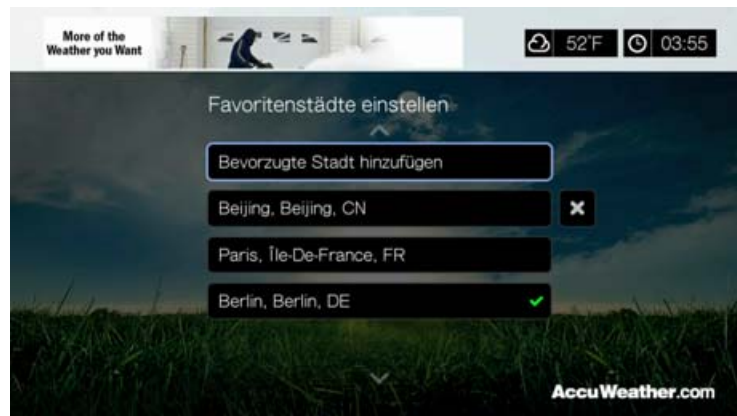 More of the
Weather you Want
52°F 03:55
Favoritenstädte einstellen
Bevorzugte Stadt hinzufügen
Beijing, Beijing, CN
Paris, Île-De-France, FR
Berlin, Berlin, DE
AccuWeather.com